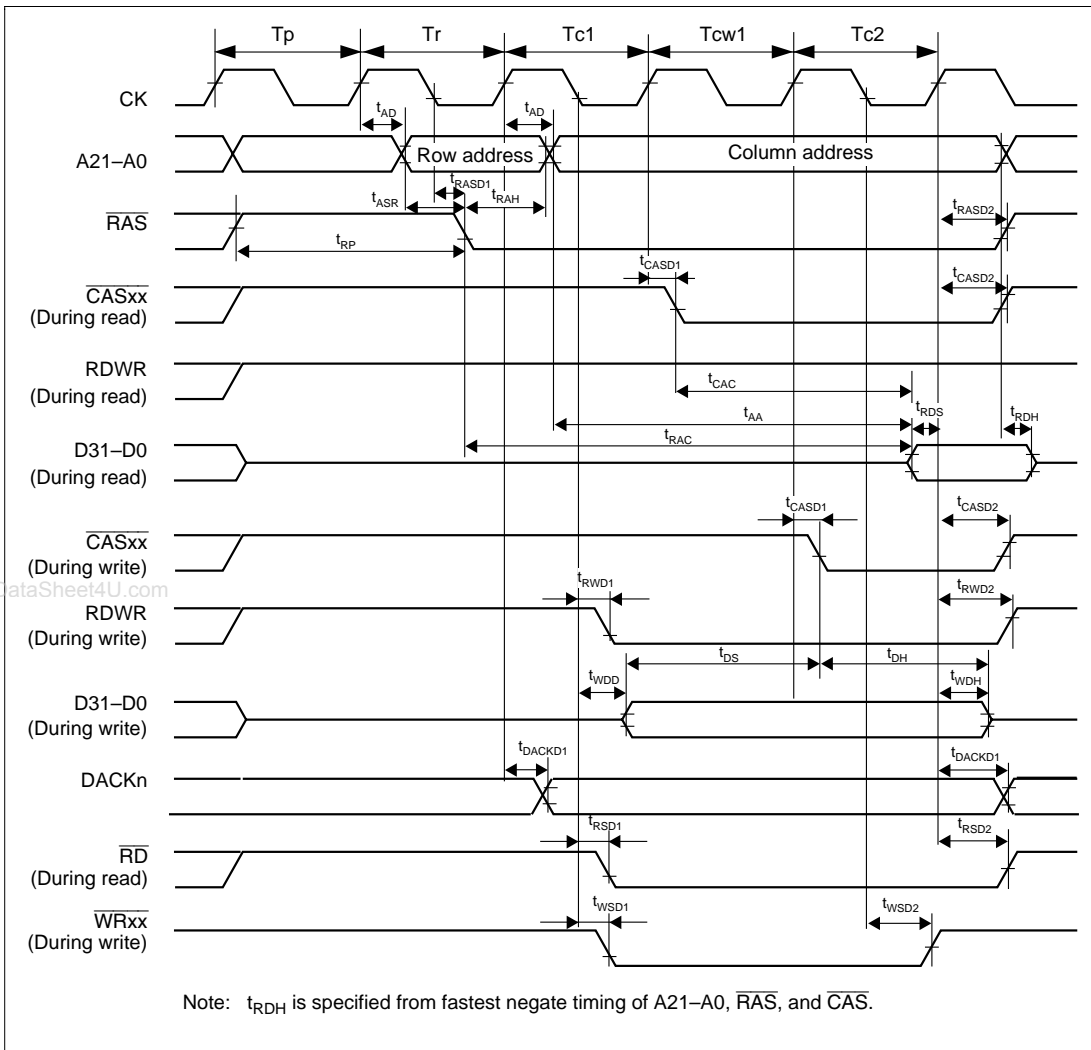 Tp Tr Tc1 Tcw1 Tc2
CK
tAD tAD
A21–A0 Row address Column address
tRASD1
tASR tRAH
RAS tRASD2
tRP
tCASD1 tCASD2
CASxx
(During read)
RDWR
(During read)
tCAC
tAA tRDS tRDH
tRAC
D31–D0
(During read)
tCASD1 tCASD2
CASxx
(During write)
DataSheet4U.com
tRWD1 tRWD2
RDWR
(During write)
tDS tDH
tWDD tWDH
D31–D0
(During write)
tDACKD1 tDACKD1
DACKn
tRSD1 tRSD2
RD
(During read)
tWSD1 tWSD2
WRxx
(During write)
Note: tRDH is specified from fastest negate timing of A21–A0, RAS, and CAS.